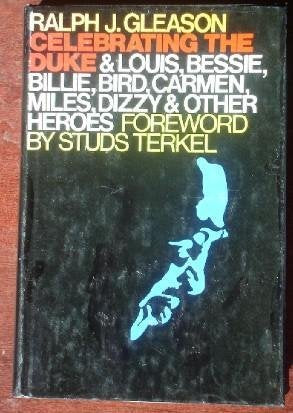 RALPH J. GLEASON
CELEBRATING THE
DUKE & LOUIS, BESSIE,
BILLIE, BIRD, CARMEN,
MILES, DIZZY & OTHER
HEROES FOREWORD
BY STUDS TERKEL